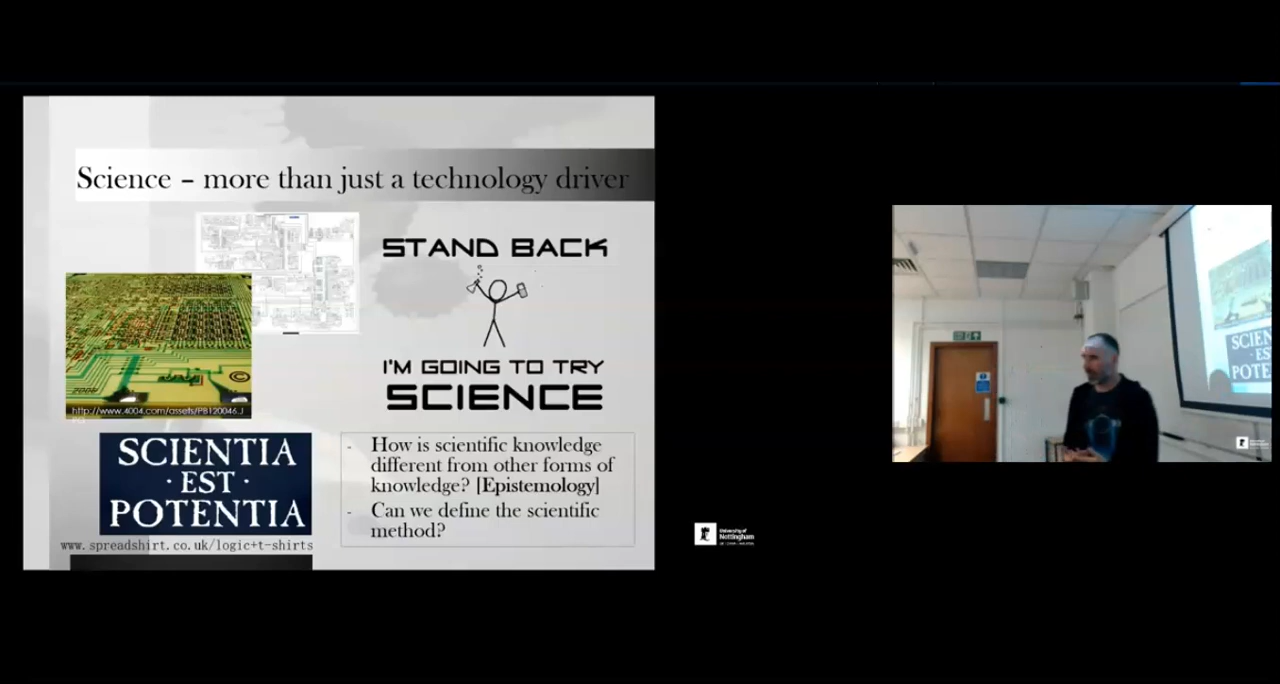 Science – more than just a technology driver
STAND BACK
I'M GOING TO TRY
SCIENCE
©
http://www.4004.com/assets/PB120046.J
SCIENTIA
· EST ·
POTENTIA
www.spreadshirt.co.uk/logic+t-shirts
- How is scientific knowledge
different from other forms of
knowledge? [Epistemology]
- Can we define the scientific
method?
University of
Nottingham
SCIEN
EST
POTE